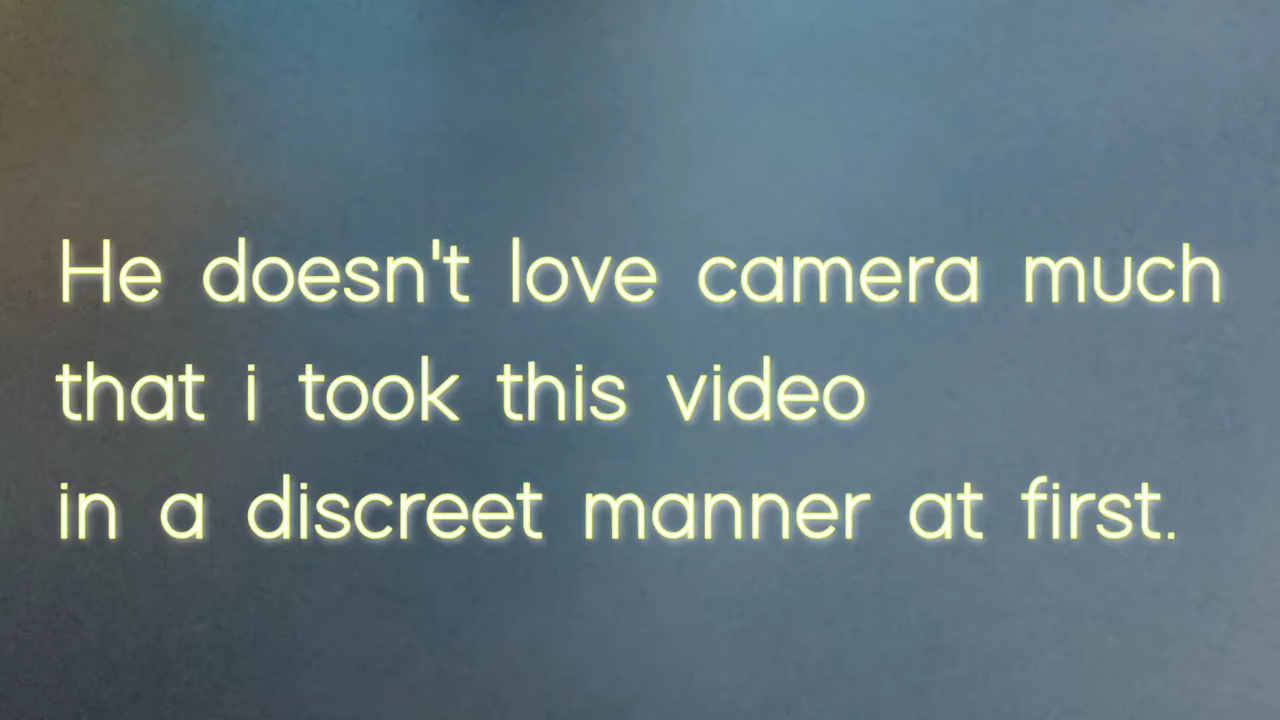 He doesn't love camera much
that i took this video
in a discreet manner at first.